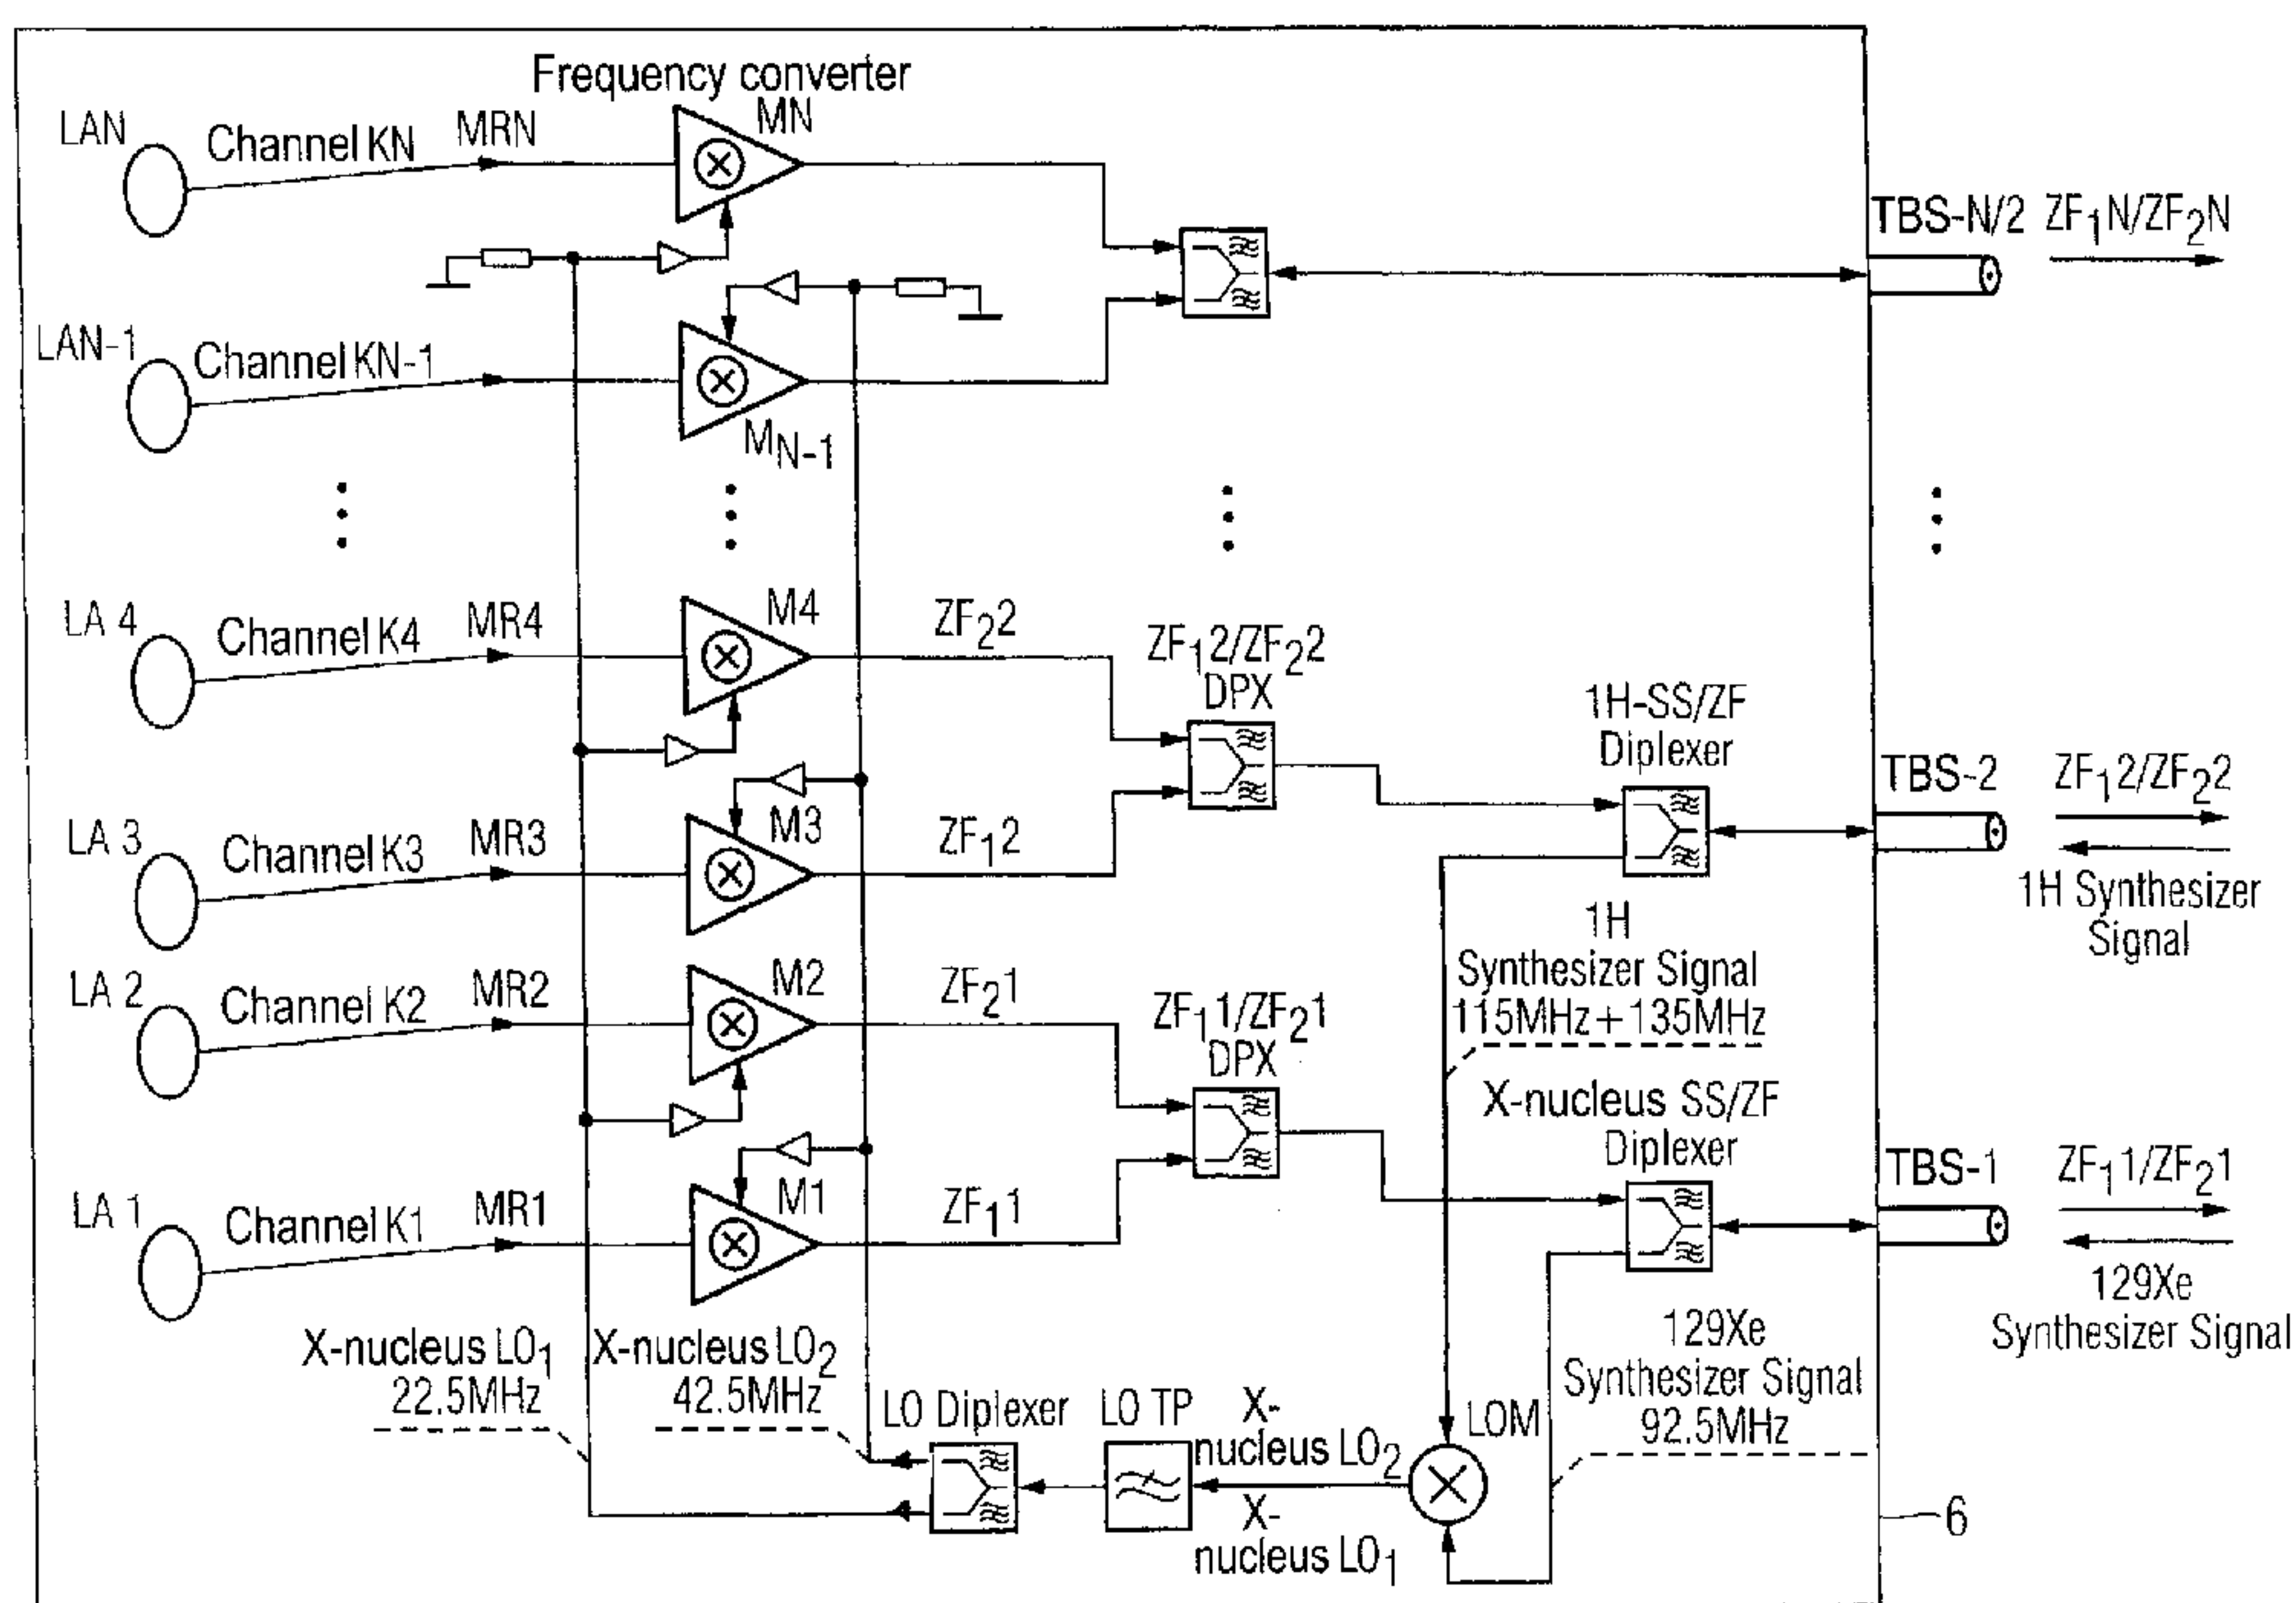 Frequency converter
LAN
Channel KN
MRN
MN
TBS-N/2
ZF1N/ZF2N
LAN-1
Channel KN-1
MN-1
LA 4
Channel K4
MR4
M4
ZF22
ZF12/ZF22
DPX
1H-SS/ZF
Diplexer
TBS-2
ZF12/ZF22
LA 3
Channel K3
MR3
M3
ZF12
1H Synthesizer
Signal
1H
Synthesizer Signal
115MHz+135MHz
LA 2
Channel K2
MR2
M2
ZF21
ZF11/ZF21
DPX
X-nucleus SS/ZF
Diplexer
TBS-1
ZF11/ZF21
LA 1
Channel K1
MR1
M1
ZF11
129Xe
Synthesizer Signal
129Xe
Synthesizer Signal
92.5MHz
X-nucleus LO1
22.5MHz
X-nucleus LO2
42.5MHz
LO Diplexer
LO TP
X-
nucleus LO2
X-
nucleus LO1
LOM
6